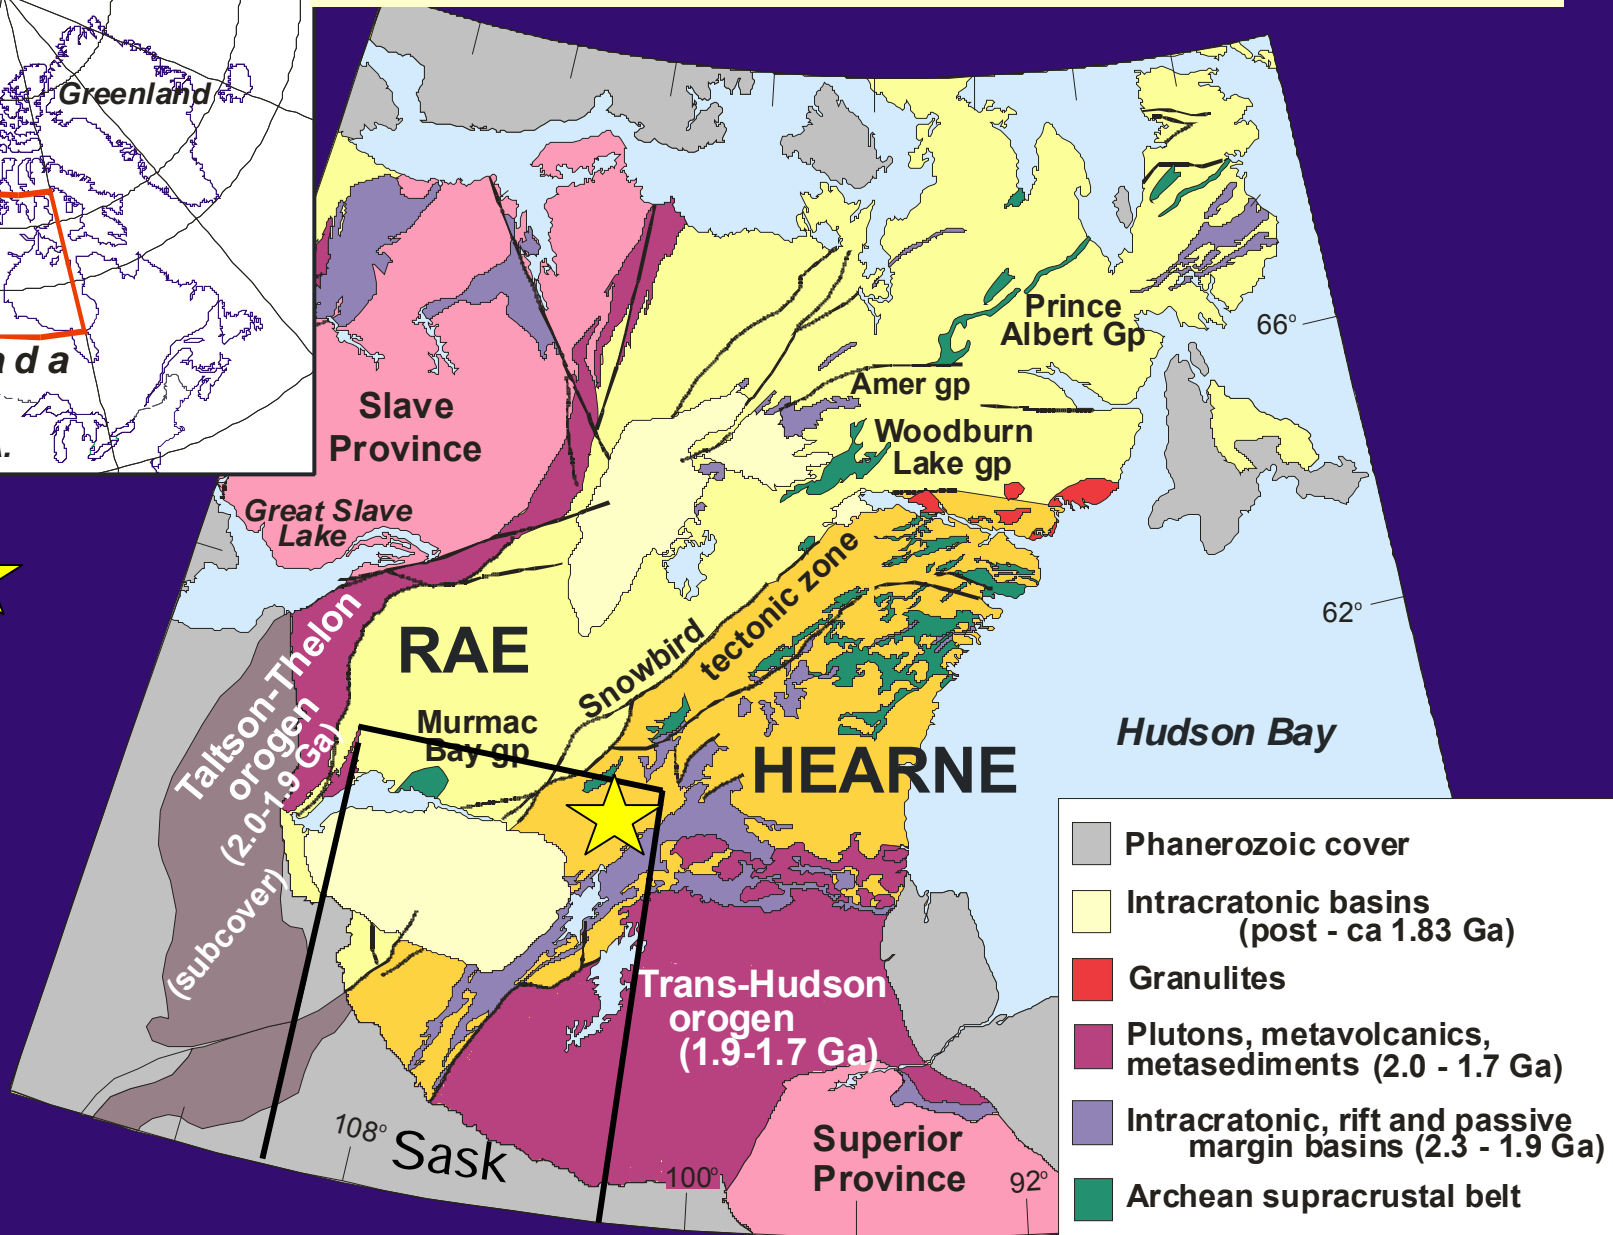 Greenland
ada
A.
66°
Prince
Albert Gp
Amer gp
Slave
Province
Woodburn
Lake gp
Great Slave
Lake
62°
RAE
Snowbird
tectonic zone
Taltson-Thelon
orogen
(2.0-1.9 Ga)
(subcover)
Murmac
Bay gp
HEARNE
Hudson Bay
Trans-Hudson
orogen
(1.9-1.7 Ga)
108°
Sask
100°
Superior
Province
92°
Phanerozoic cover
Intracratonic basins
(post - ca 1.83 Ga)
Granulites
Plutons, metavolcanics,
metasediments (2.0 - 1.7 Ga)
Intracratonic, rift and passive
margin basins (2.3 - 1.9 Ga)
Archean supracrustal belt